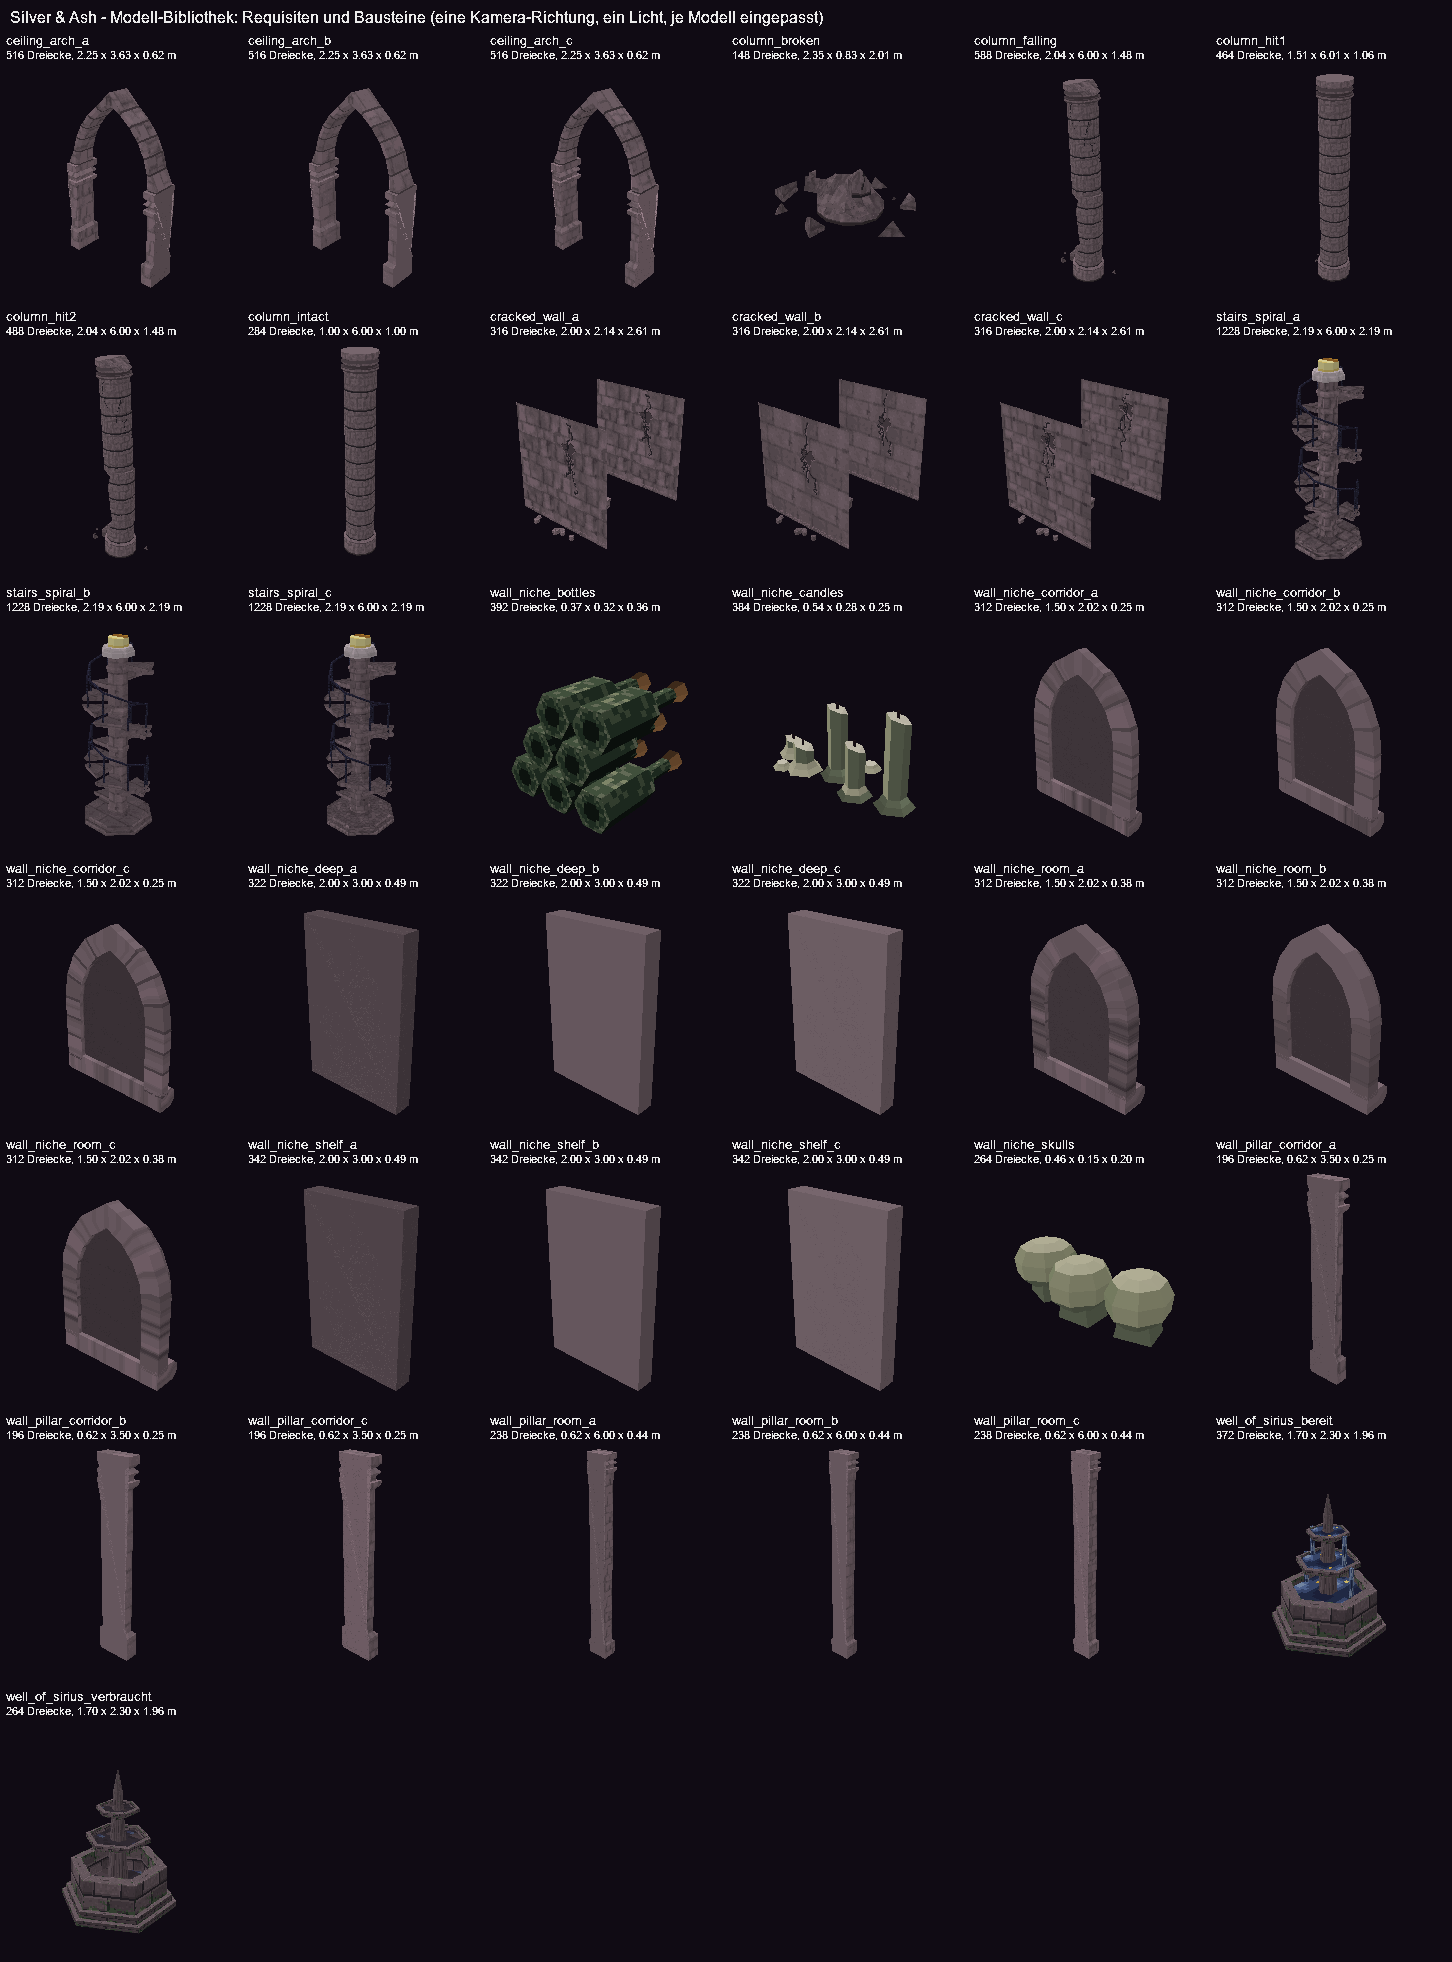 Silver & Ash - Modell-Bibliothek: Requisiten und Bausteine (eine Kamera-Richtung, ein Licht, je Modell eingepasst)
ceiling_arch_a
516 Dreiecke, 2.25 x 3.63 x 0.62 m
ceiling_arch_b
516 Dreiecke, 2.25 x 3.63 x 0.62 m
ceiling_arch_c
516 Dreiecke, 2.25 x 3.63 x 0.62 m
column_broken
148 Dreiecke, 2.35 x 0.83 x 2.01 m
column_falling
588 Dreiecke, 2.04 x 6.00 x 1.48 m
column_hit1
464 Dreiecke, 1.51 x 6.01 x 1.06 m
column_hit2
488 Dreiecke, 2.04 x 6.00 x 1.48 m
column_intact
284 Dreiecke, 1.00 x 6.00 x 1.00 m
cracked_wall_a
316 Dreiecke, 2.00 x 2.14 x 2.61 m
cracked_wall_b
316 Dreiecke, 2.00 x 2.14 x 2.61 m
cracked_wall_c
316 Dreiecke, 2.00 x 2.14 x 2.61 m
stairs_spiral_a
1228 Dreiecke, 2.19 x 6.00 x 2.19 m
stairs_spiral_b
1228 Dreiecke, 2.19 x 6.00 x 2.19 m
stairs_spiral_c
1228 Dreiecke, 2.19 x 6.00 x 2.19 m
wall_niche_bottles
392 Dreiecke, 0.37 x 0.32 x 0.36 m
wall_niche_candles
384 Dreiecke, 0.54 x 0.28 x 0.25 m
wall_niche_corridor_a
312 Dreiecke, 1.50 x 2.02 x 0.25 m
wall_niche_corridor_b
312 Dreiecke, 1.50 x 2.02 x 0.25 m
wall_niche_corridor_c
312 Dreiecke, 1.50 x 2.02 x 0.25 m
wall_niche_deep_a
322 Dreiecke, 2.00 x 3.00 x 0.49 m
wall_niche_deep_b
322 Dreiecke, 2.00 x 3.00 x 0.49 m
wall_niche_deep_c
322 Dreiecke, 2.00 x 3.00 x 0.49 m
wall_niche_room_a
312 Dreiecke, 1.50 x 2.02 x 0.38 m
wall_niche_room_b
312 Dreiecke, 1.50 x 2.02 x 0.38 m
wall_niche_room_c
312 Dreiecke, 1.50 x 2.02 x 0.38 m
wall_niche_shelf_a
342 Dreiecke, 2.00 x 3.00 x 0.49 m
wall_niche_shelf_b
342 Dreiecke, 2.00 x 3.00 x 0.49 m
wall_niche_shelf_c
342 Dreiecke, 2.00 x 3.00 x 0.49 m
wall_niche_skulls
264 Dreiecke, 0.46 x 0.15 x 0.20 m
wall_pillar_corridor_a
196 Dreiecke, 0.62 x 3.50 x 0.25 m
wall_pillar_corridor_b
196 Dreiecke, 0.62 x 3.50 x 0.25 m
wall_pillar_corridor_c
196 Dreiecke, 0.62 x 3.50 x 0.25 m
wall_pillar_room_a
238 Dreiecke, 0.62 x 6.00 x 0.44 m
wall_pillar_room_b
238 Dreiecke, 0.62 x 6.00 x 0.44 m
wall_pillar_room_c
238 Dreiecke, 0.62 x 6.00 x 0.44 m
well_of_sirius_bereit
372 Dreiecke, 1.70 x 2.30 x 1.96 m
well_of_sirius_verbraucht
264 Dreiecke, 1.70 x 2.30 x 1.96 m